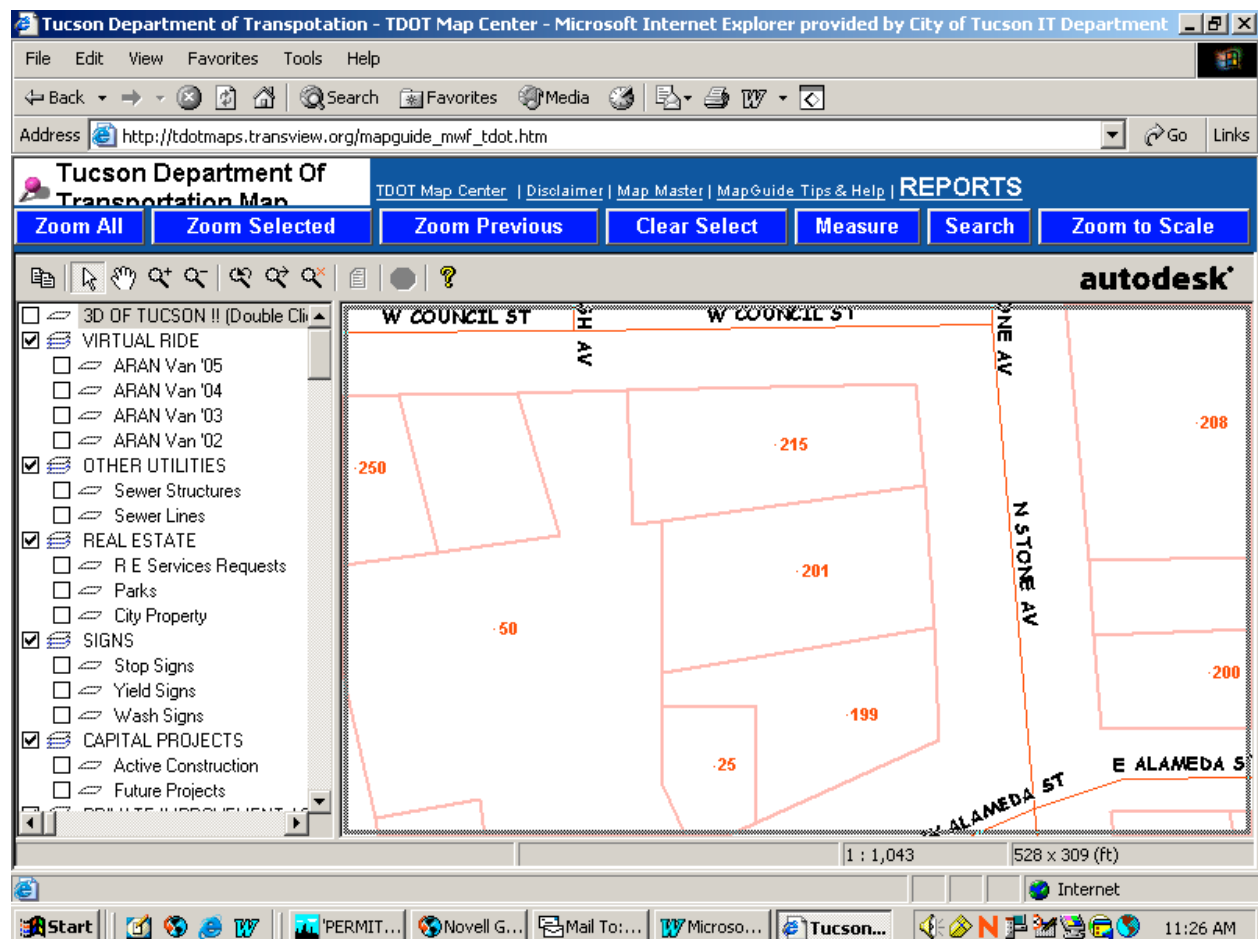 Tucson Department of Transpotation - TDOT Map Center - Microsoft Internet Explorer provided by City of Tucson IT Department
File Edit View Favorites Tools Help
Back Search Favorites Media
Address http://tdotmaps.transview.org/mapguide_mwf_tdot.htm Go Links
Tucson Department Of
Transportation Map
TDOT Map Center | Disclaimer | Map Master | MapGuide Tips & Help | REPORTS
Zoom All Zoom Selected Zoom Previous Clear Select Measure Search Zoom to Scale
autodesk
3D OF TUCSON !! (Double Clic
VIRTUAL RIDE
ARAN Van '05
ARAN Van '04
ARAN Van '03
ARAN Van '02
OTHER UTILITIES
Sewer Structures
Sewer Lines
REAL ESTATE
R E Services Requests
Parks
City Property
SIGNS
Stop Signs
Yield Signs
Wash Signs
CAPITAL PROJECTS
Active Construction
Future Projects
W COUNCIL ST
W COUNCIL ST
SH AV
NE AV
208
215
250
N STONE AV
201
50
200
199
25
E ALAMEDA S
W ALAMEDA ST
1 : 1,043 528 x 309 (ft)
Internet
Start 'PERMIT... Novell G... Mail To:... Microso... Tucson... 11:26 AM